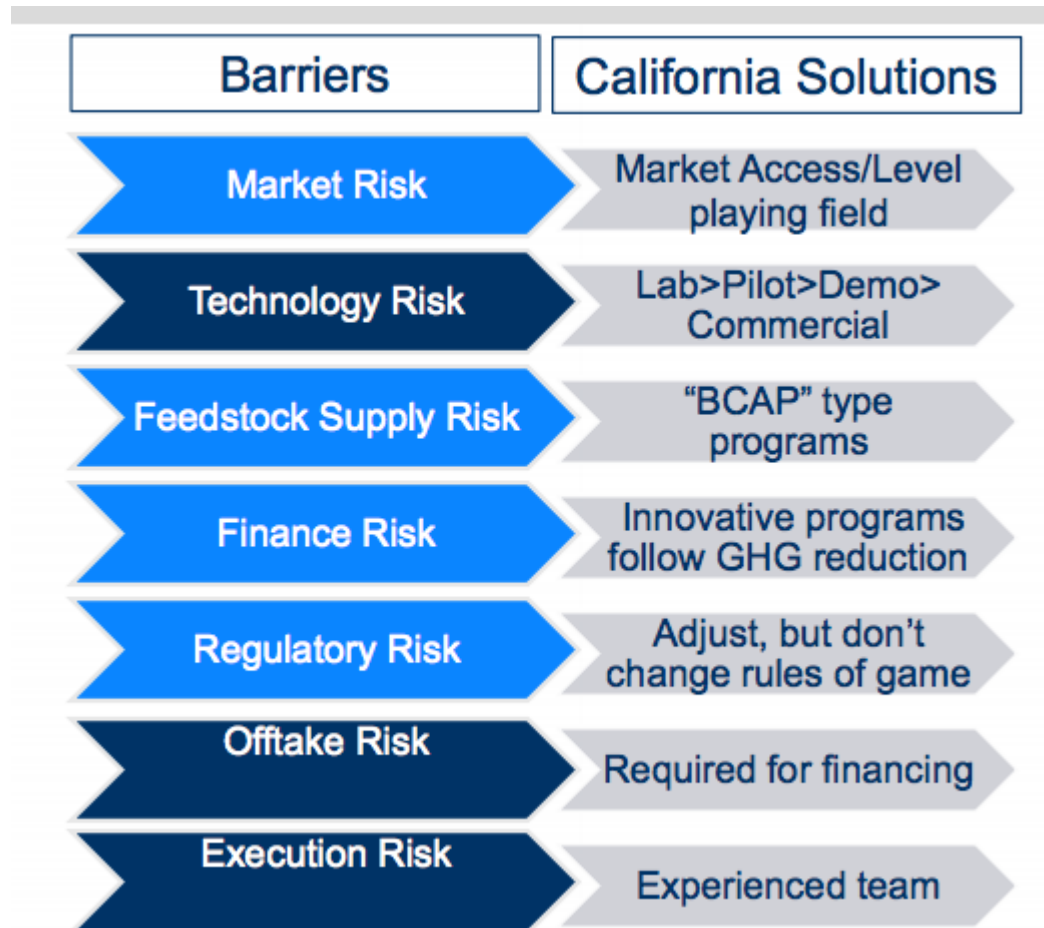 Barriers
California Solutions
Market Risk
Market Access/Level
playing field
Technology Risk
Lab>Pilot>Demo>
Commercial
Feedstock Supply Risk
“BCAP” type
programs
Finance Risk
Innovative programs
follow GHG reduction
Regulatory Risk
Adjust, but don’t
change rules of game
Offtake Risk
Required for financing
Execution Risk
Experienced team